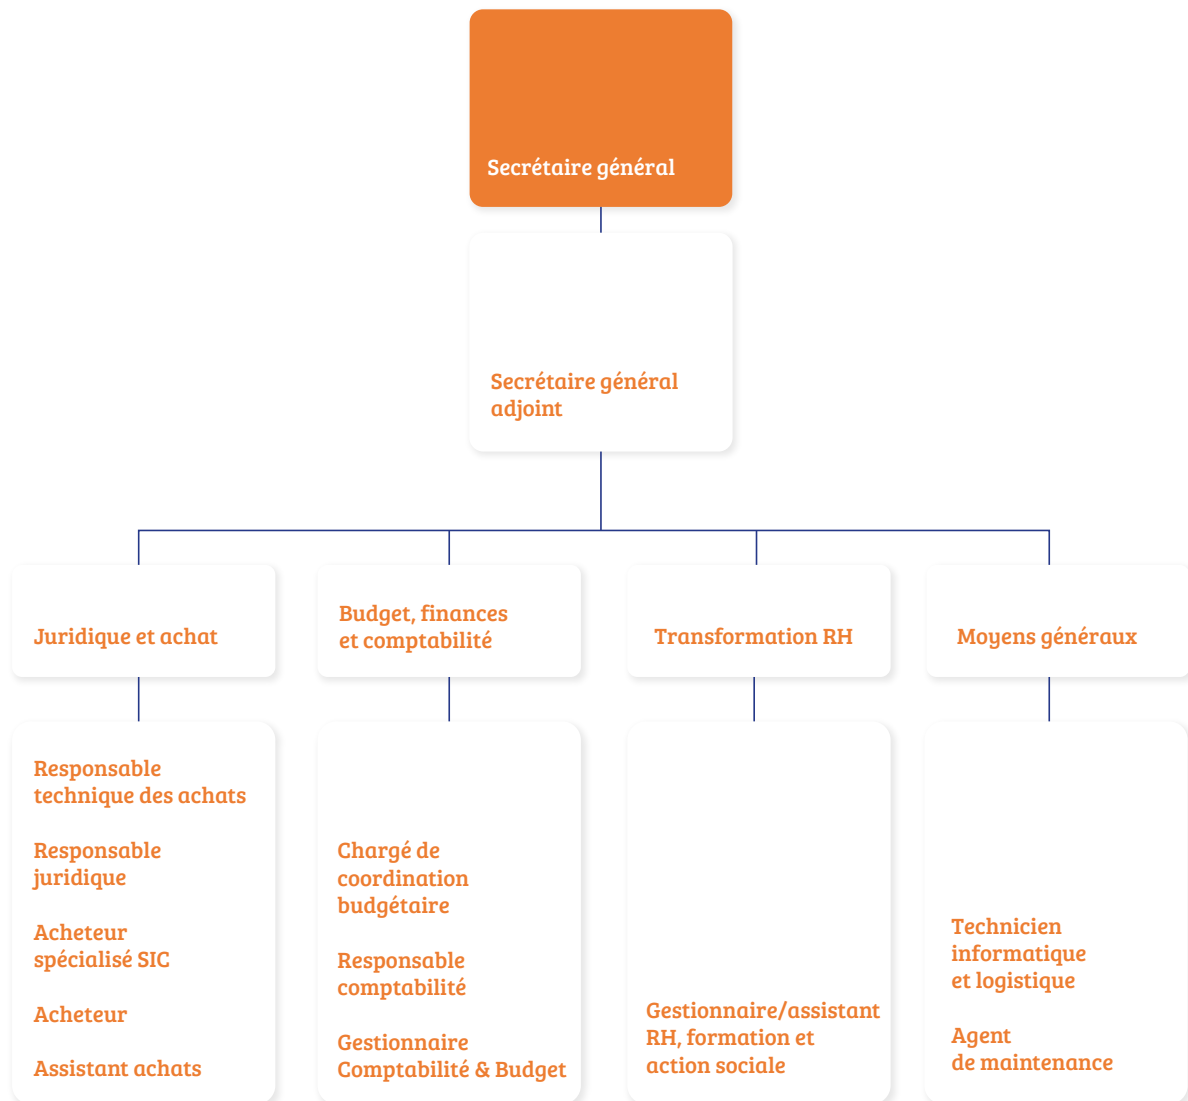 Secrétaire général
Secrétaire général
adjoint
Juridique et achat
Budget, finances
et comptabilité
Transformation RH
Moyens généraux
Responsable
technique des achats
Responsable
juridique
Acheteur
spécialisé SIC
Acheteur
Assistant achats
Chargé de
coordination
budgétaire
Responsable
comptabilité
Gestionnaire
Comptabilité & Budget
Gestionnaire/assistant
RH, formation et
action sociale
Technicien
informatique
et logistique
Agent
de maintenance